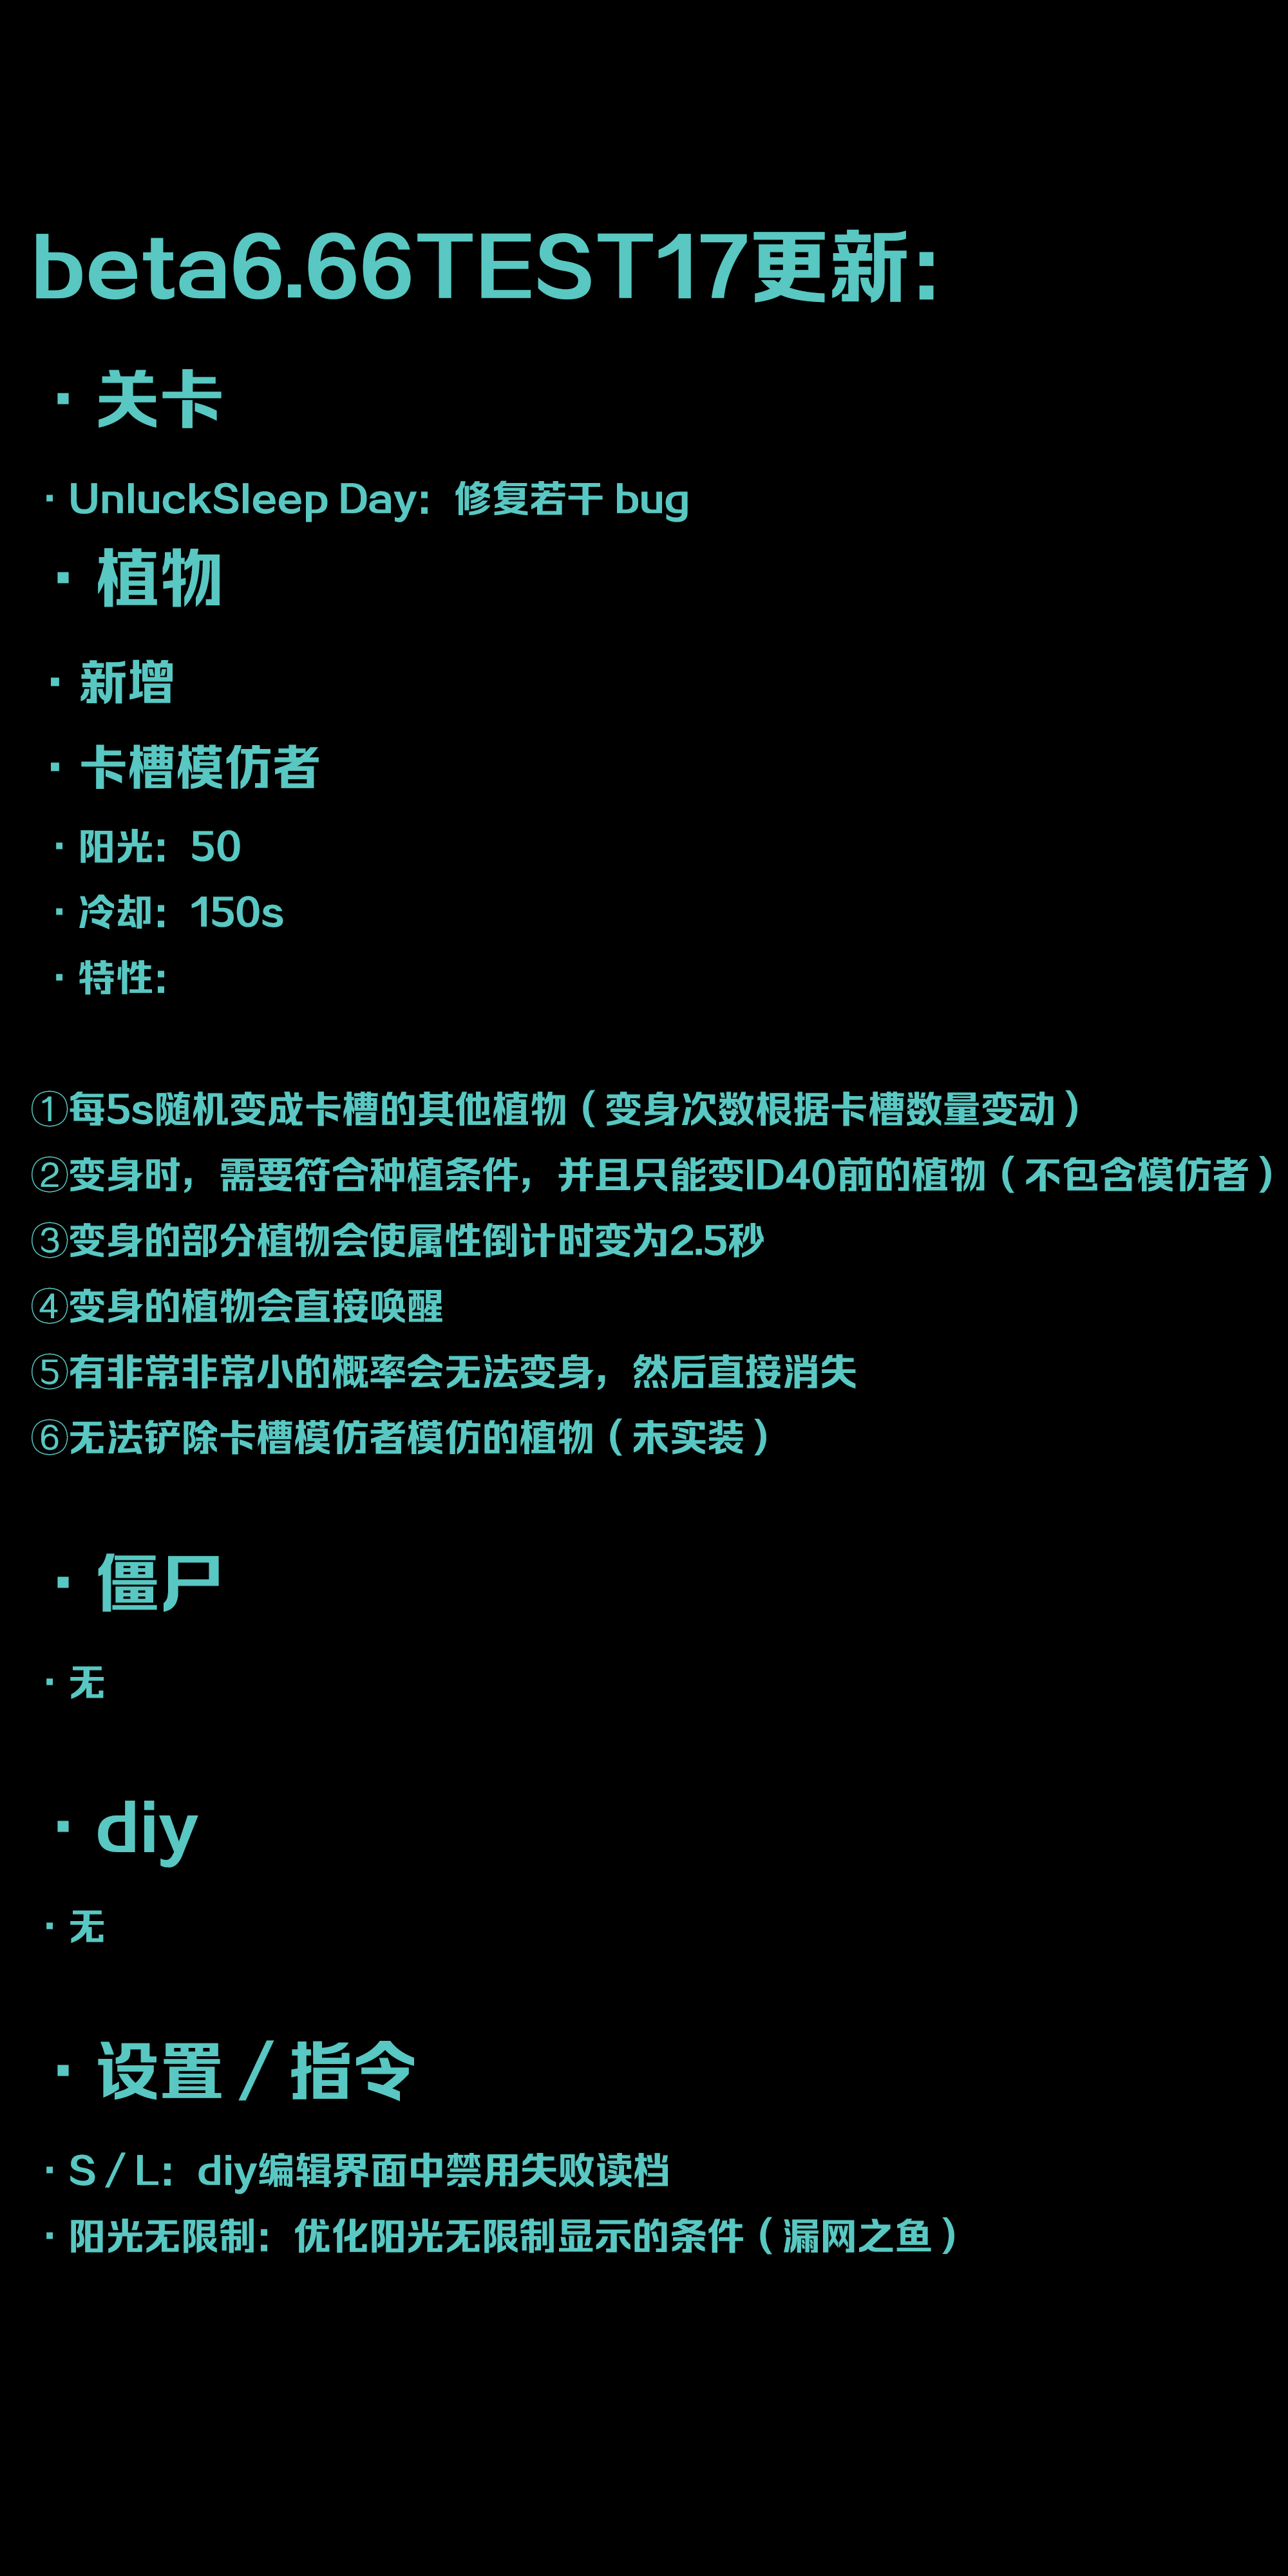 beta6.66TEST17更新:
· 关卡
· UnluckSleep Day: 修复若干 bug
· 植物
· 新增
· 卡槽模仿者
· 阳光: 50
· 冷却: 150s
· 特性:
①每5s随机变成卡槽的其他植物（变身次数根据卡槽数量变动）
②变身时，需要符合种植条件，并且只能变ID40前的植物（不包含模仿者）
③变身的部分植物会使属性倒计时变为2.5秒
④变身的植物会直接唤醒
⑤有非常非常小的概率会无法变身，然后直接消失
⑥无法铲除卡槽模仿者模仿的植物（未实装）
· 僵尸
· 无
· diy
· 无
· 设置／指令
· S／L: diy编辑界面中禁用失败读档
· 阳光无限制: 优化阳光无限制显示的条件（漏网之鱼）